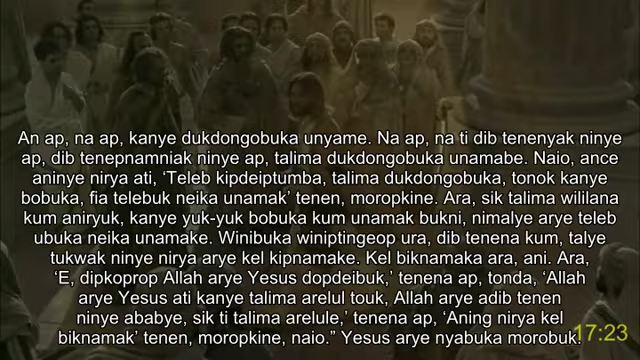 An ap, na ap, kanye dukdongobuka unyame. Na ap, na ti dib tenenyak ninye
ap, dib tenepnamniak ninye ap, talima dukdongobuka unamabe. Naio, ance
aninye nirya ati, ‘Teleb kipdeiptumba, talima dukdongobuka, tonok kanye
bobuka, fia telebuk neika unamak’ tenen, moropkine. Ara, sik talima wililana
kum aniryuk, kanye yuk-yuk bobuka kum unamak bukni, nimalye arye teleb
ubuka neika unamake. Winibuka winiptingeop ura, dib tenena kum, talye
tukwak ninye nirya arye kel kipnamake. Kel biknamaka ara, ani. Ara,
‘E, dipkoprop Allah arye Yesus dopdeibuk,’ tenena ap, tonda, ‘Allah
arye Yesus ati kanye talima arelul touk, Allah arye adib tenen
ninye ababye, sik ti talima arelule,’ tenena ap, ‘Aning nirya kel
biknamak’ tenen, moropkine, naio.” Yesus arye nyabuka morobuk.
17:23